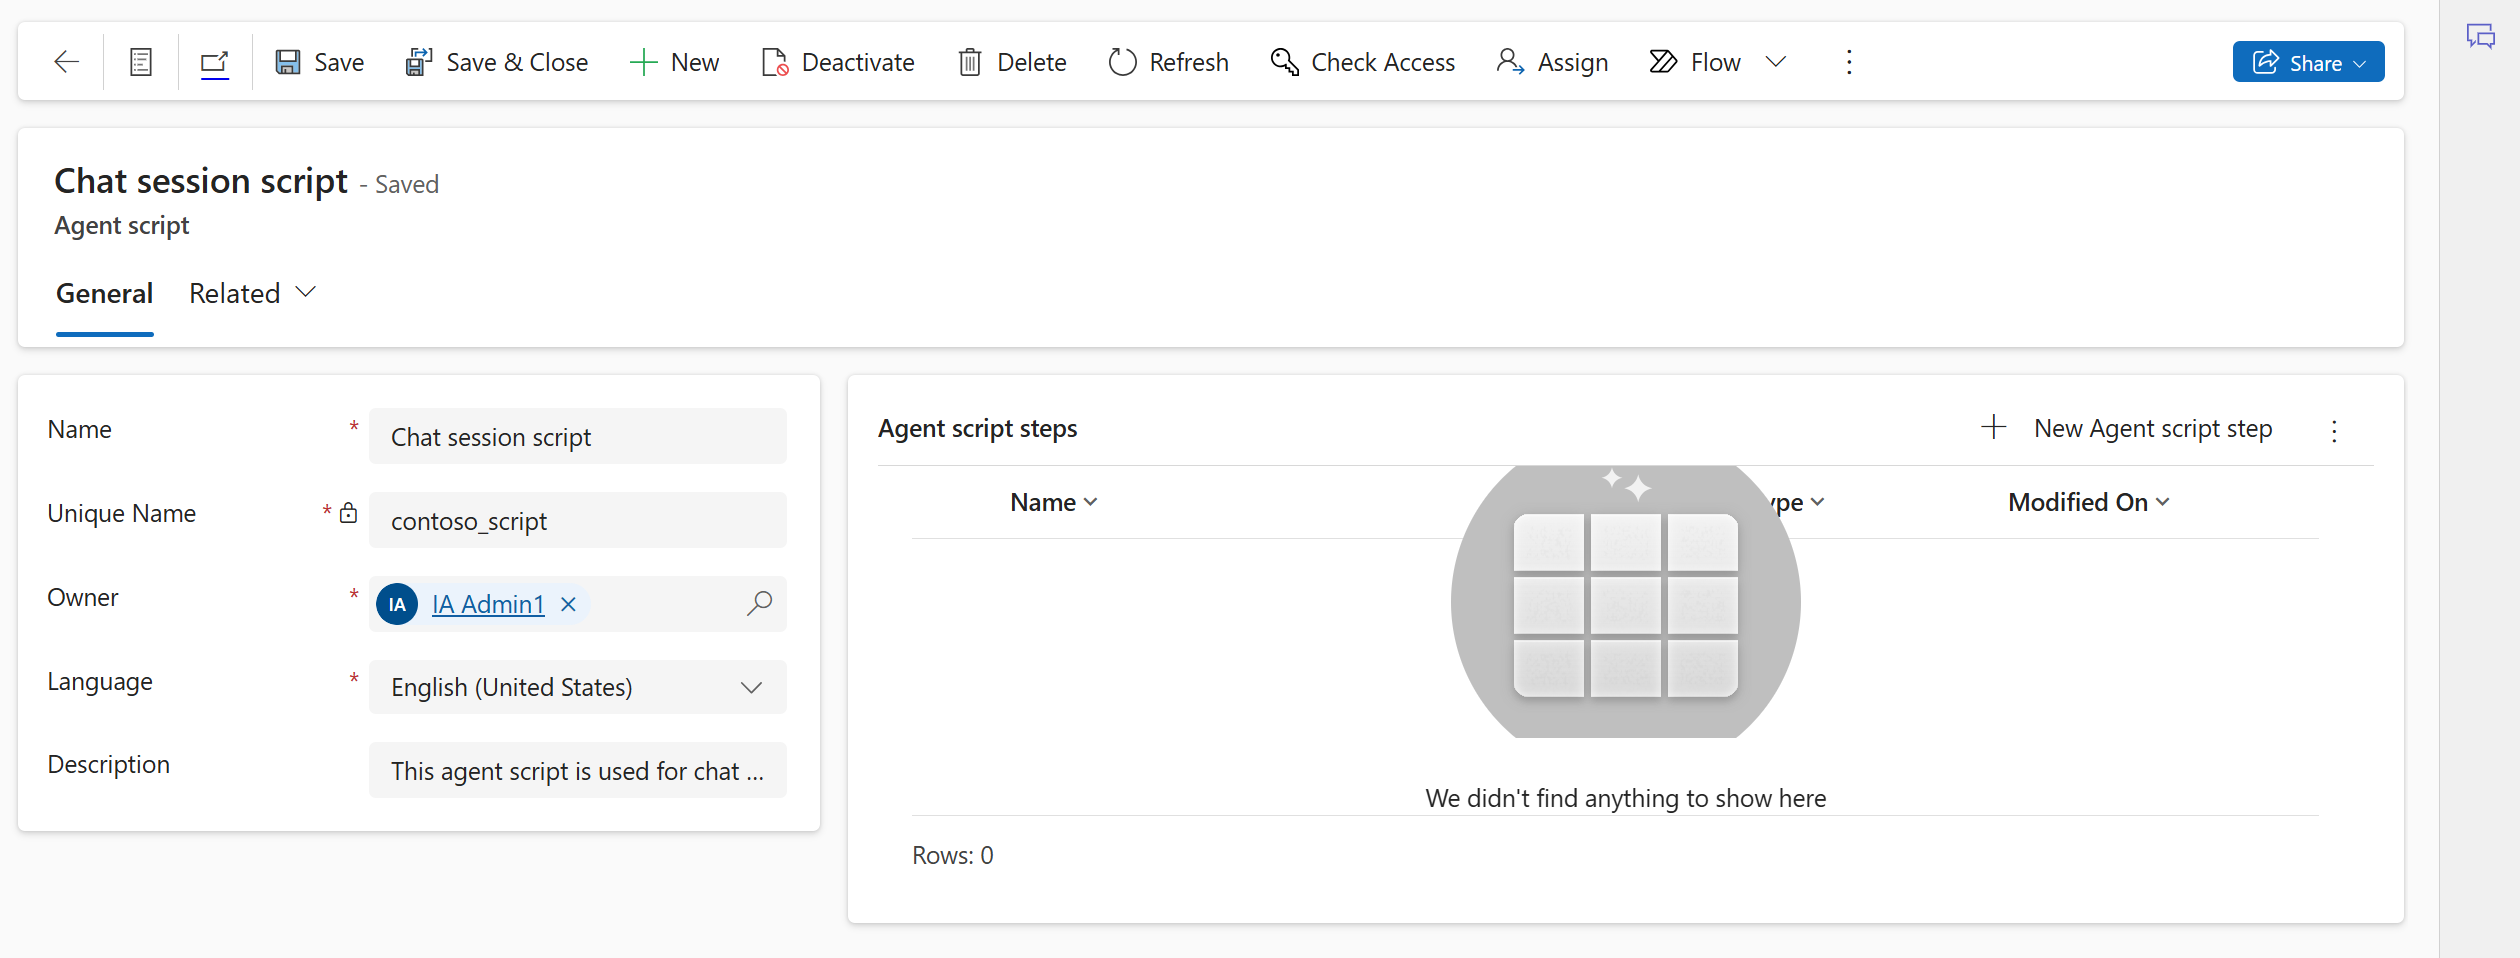 Save
Save & Close
New
Deactivate
Delete
Refresh
Check Access
Assign
Flow
Share
Chat session script - Saved
Agent script
General
Related
Name *
Chat session script
Unique Name *
contoso_script
Owner *
IA IA Admin1
Language *
English (United States)
Description
This agent script is used for chat ...
Agent script steps
New Agent script step
Name
Modified On
We didn't find anything to show here
Rows: 0